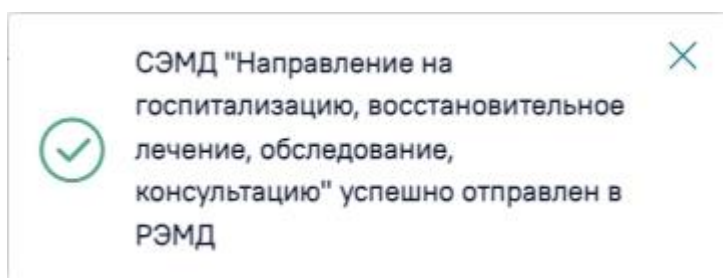 СЭМД "Направление на
госпитализацию, восстановительное
лечение, обследование,
консультацию" успешно отправлен в
РЭМД